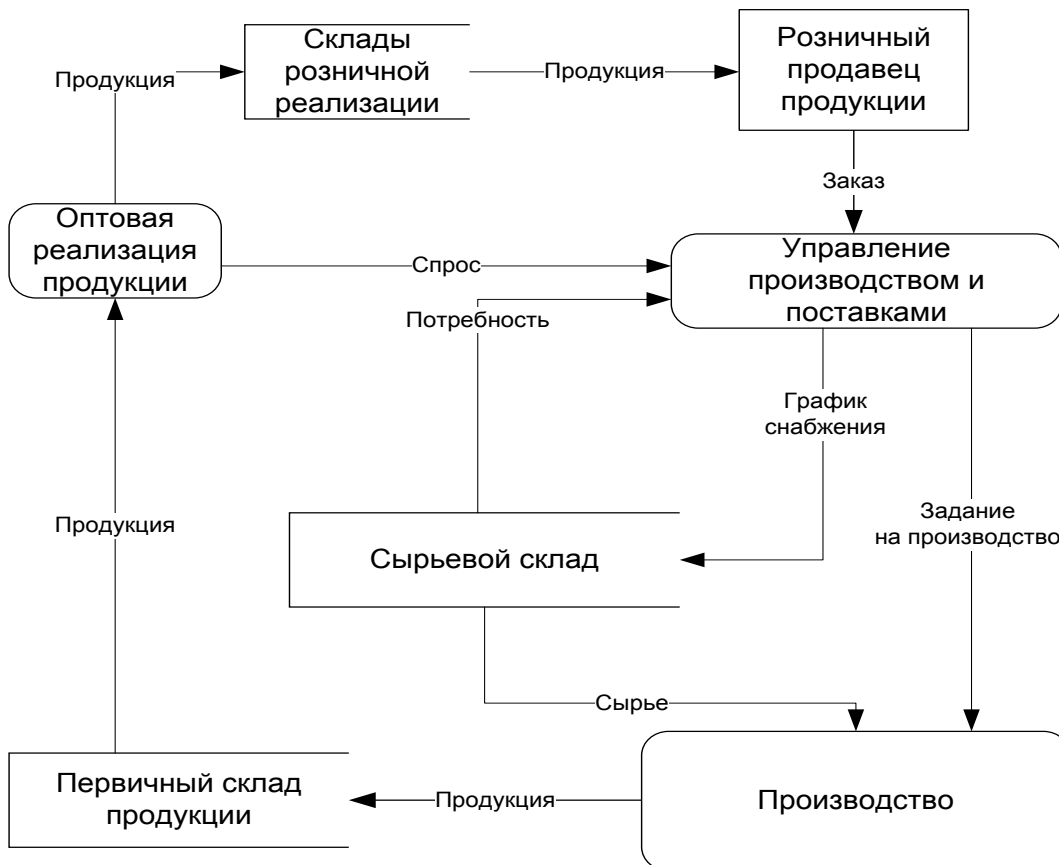 Склады
розничной
реализации
Розничный
продавец
продукции
Продукция
Продукция
Заказ
Оптовая
реализация
продукции
Спрос
Управление
производством и
поставками
Потребность
График
снабжения
Продукция
Задание
на производство
Сырьевой склад
Сырье
Первичный склад
продукции
Продукция
Производство